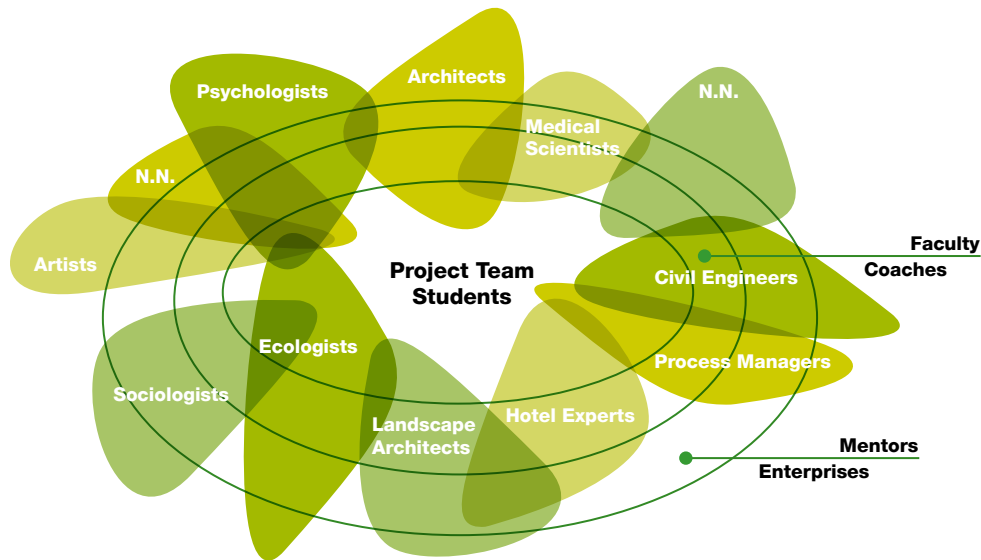 Architects
Psychologists
N.N.
Medical
Scientists
N.N.
Artists
Faculty
Coaches
Project Team
Students
Civil Engineers
Ecologists
Process Managers
Sociologists
Landscape
Architects
Hotel Experts
Mentors
Enterprises